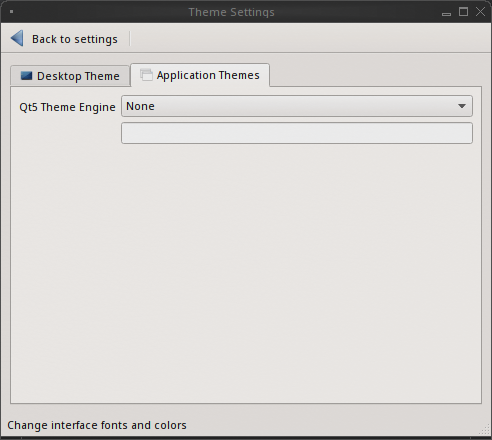 Theme Settings
Back to settings
Desktop Theme
Application Themes
Qt5 Theme Engine
None
Change interface fonts and colors